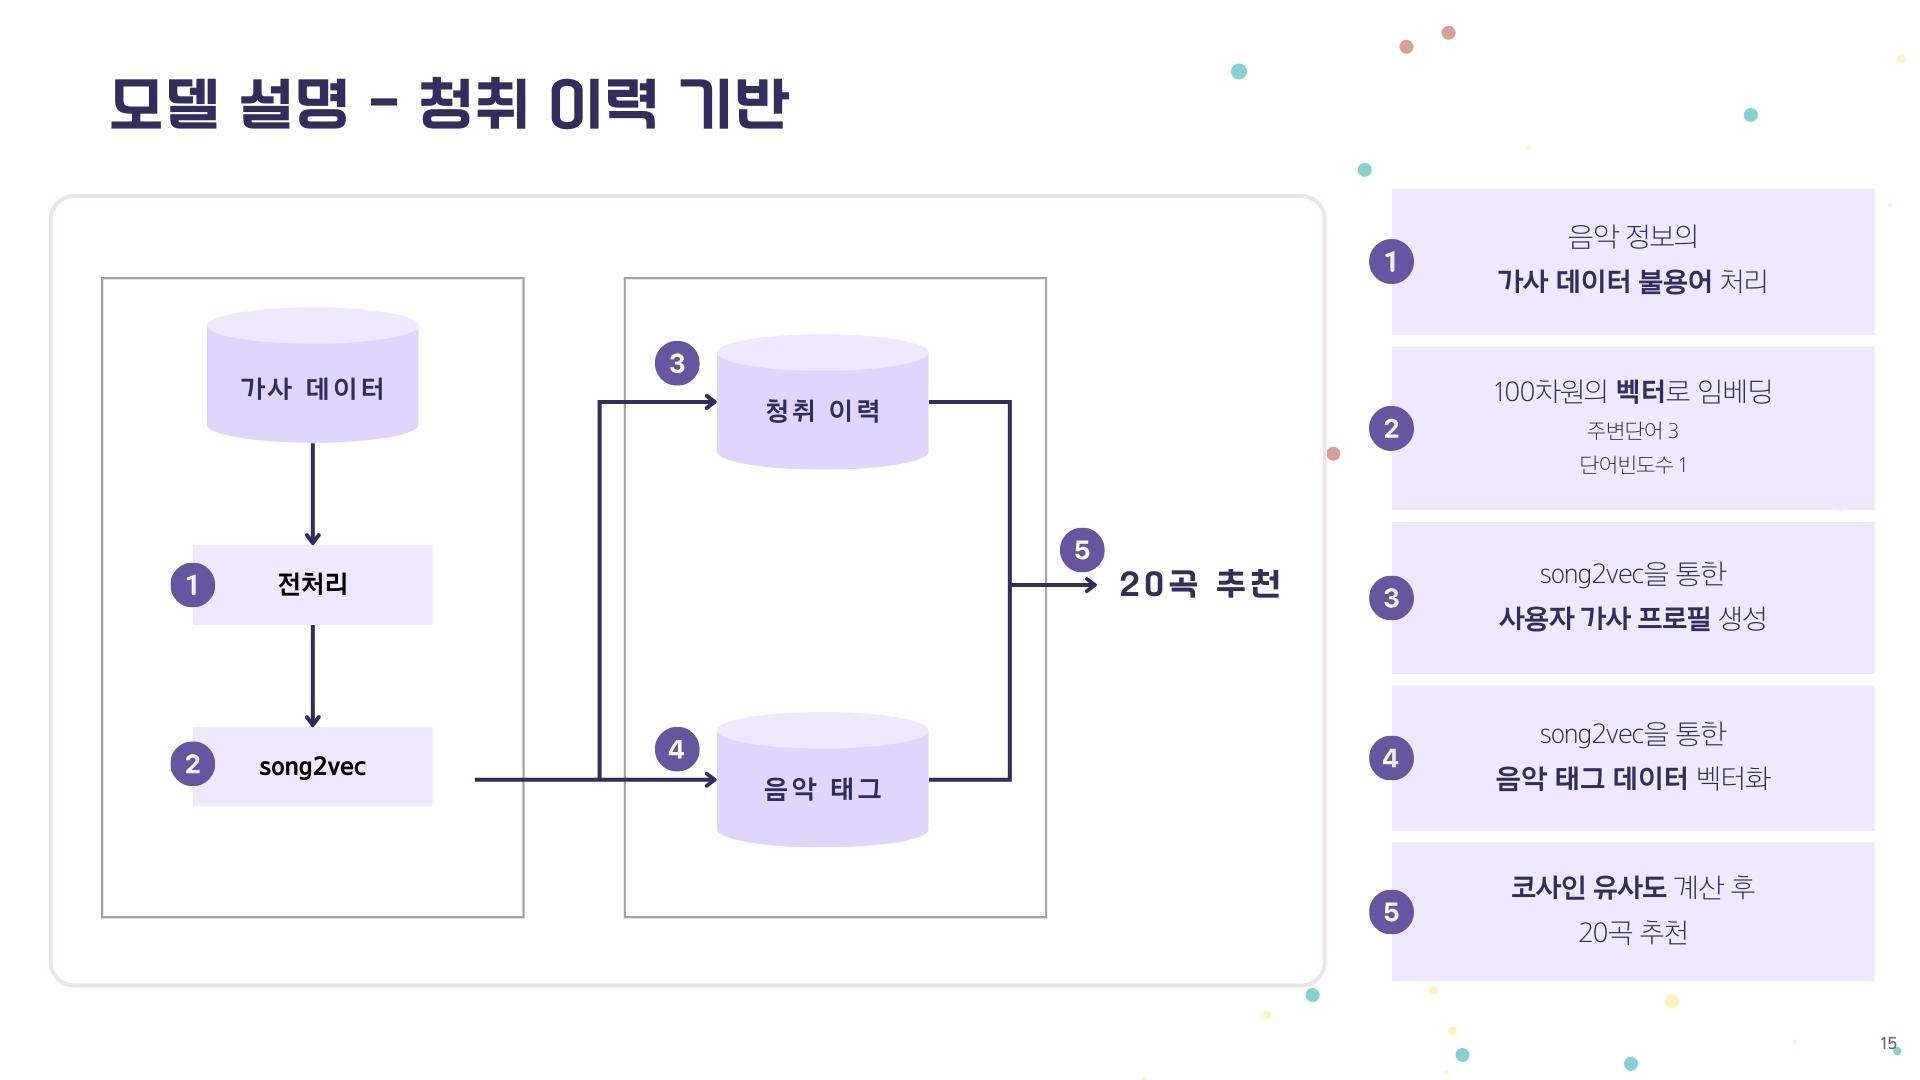 모델 설명 - 청취 이력 기반
가사 데이터
1
전처리
2
song2vec
3
청취 이력
4
음악 태그
5
20곡 추천
1
음악 정보의
가사 데이터 불용어 처리
2
100차원의 벡터로 임베딩
주변단어 3
단어빈도수 1
3
song2vec을 통한
사용자 가사 프로필 생성
4
song2vec을 통한
음악 태그 데이터 벡터화
5
코사인 유사도 계산 후
20곡 추천
15